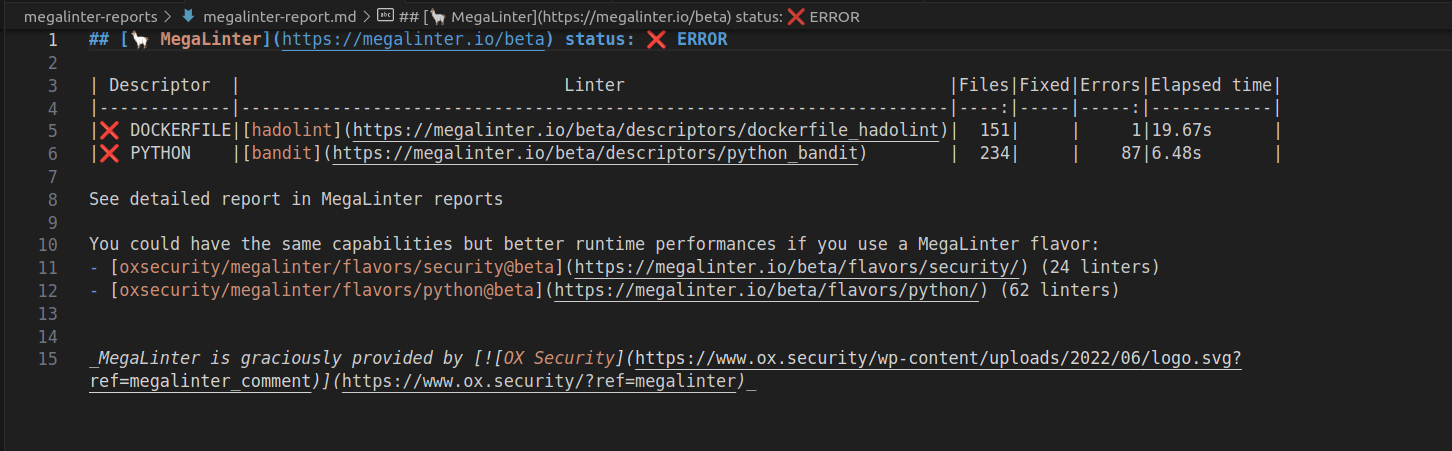 megalinter-reports > megalinter-report.md > ## [🦙 MegaLinter](https://megalinter.io/beta) status: ❌ ERROR
1 ## [🦙 MegaLinter](https://megalinter.io/beta) status: ❌ ERROR
2
3 | Descriptor  |                                Linter                                |Files|Fixed|Errors|Elapsed time|
4 |-------------|----------------------------------------------------------------------|----:|-----|-----:|------------|
5 |❌ DOCKERFILE|[hadolint](https://megalinter.io/beta/descriptors/dockerfile_hadolint)|  151|     |     1|19.67s      |
6 |❌ PYTHON    |[bandit](https://megalinter.io/beta/descriptors/python_bandit)        |  234|     |    87|6.48s       |
7
8 See detailed report in MegaLinter reports
9
10 You could have the same capabilities but better runtime performances if you use a MegaLinter flavor:
11 - [oxsecurity/megalinter/flavors/security@beta](https://megalinter.io/beta/flavors/security/) (24 linters)
12 - [oxsecurity/megalinter/flavors/python@beta](https://megalinter.io/beta/flavors/python/) (62 linters)
13
14
15 _MegaLinter is graciously provided by [![OX Security](https://www.ox.security/wp-content/uploads/2022/06/logo.svg?
ref=megalinter_comment)](https://www.ox.security/?ref=megalinter)_